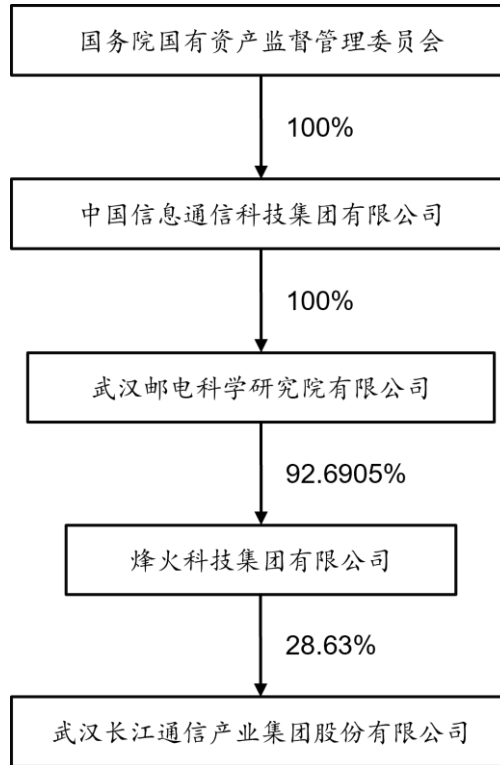 国务院国有资产监督管理委员会
100%
中国信息通信科技集团有限公司
100%
武汉邮电科学研究院有限公司
92.6905%
烽火科技集团有限公司
28.63%
武汉长江通信产业集团股份有限公司